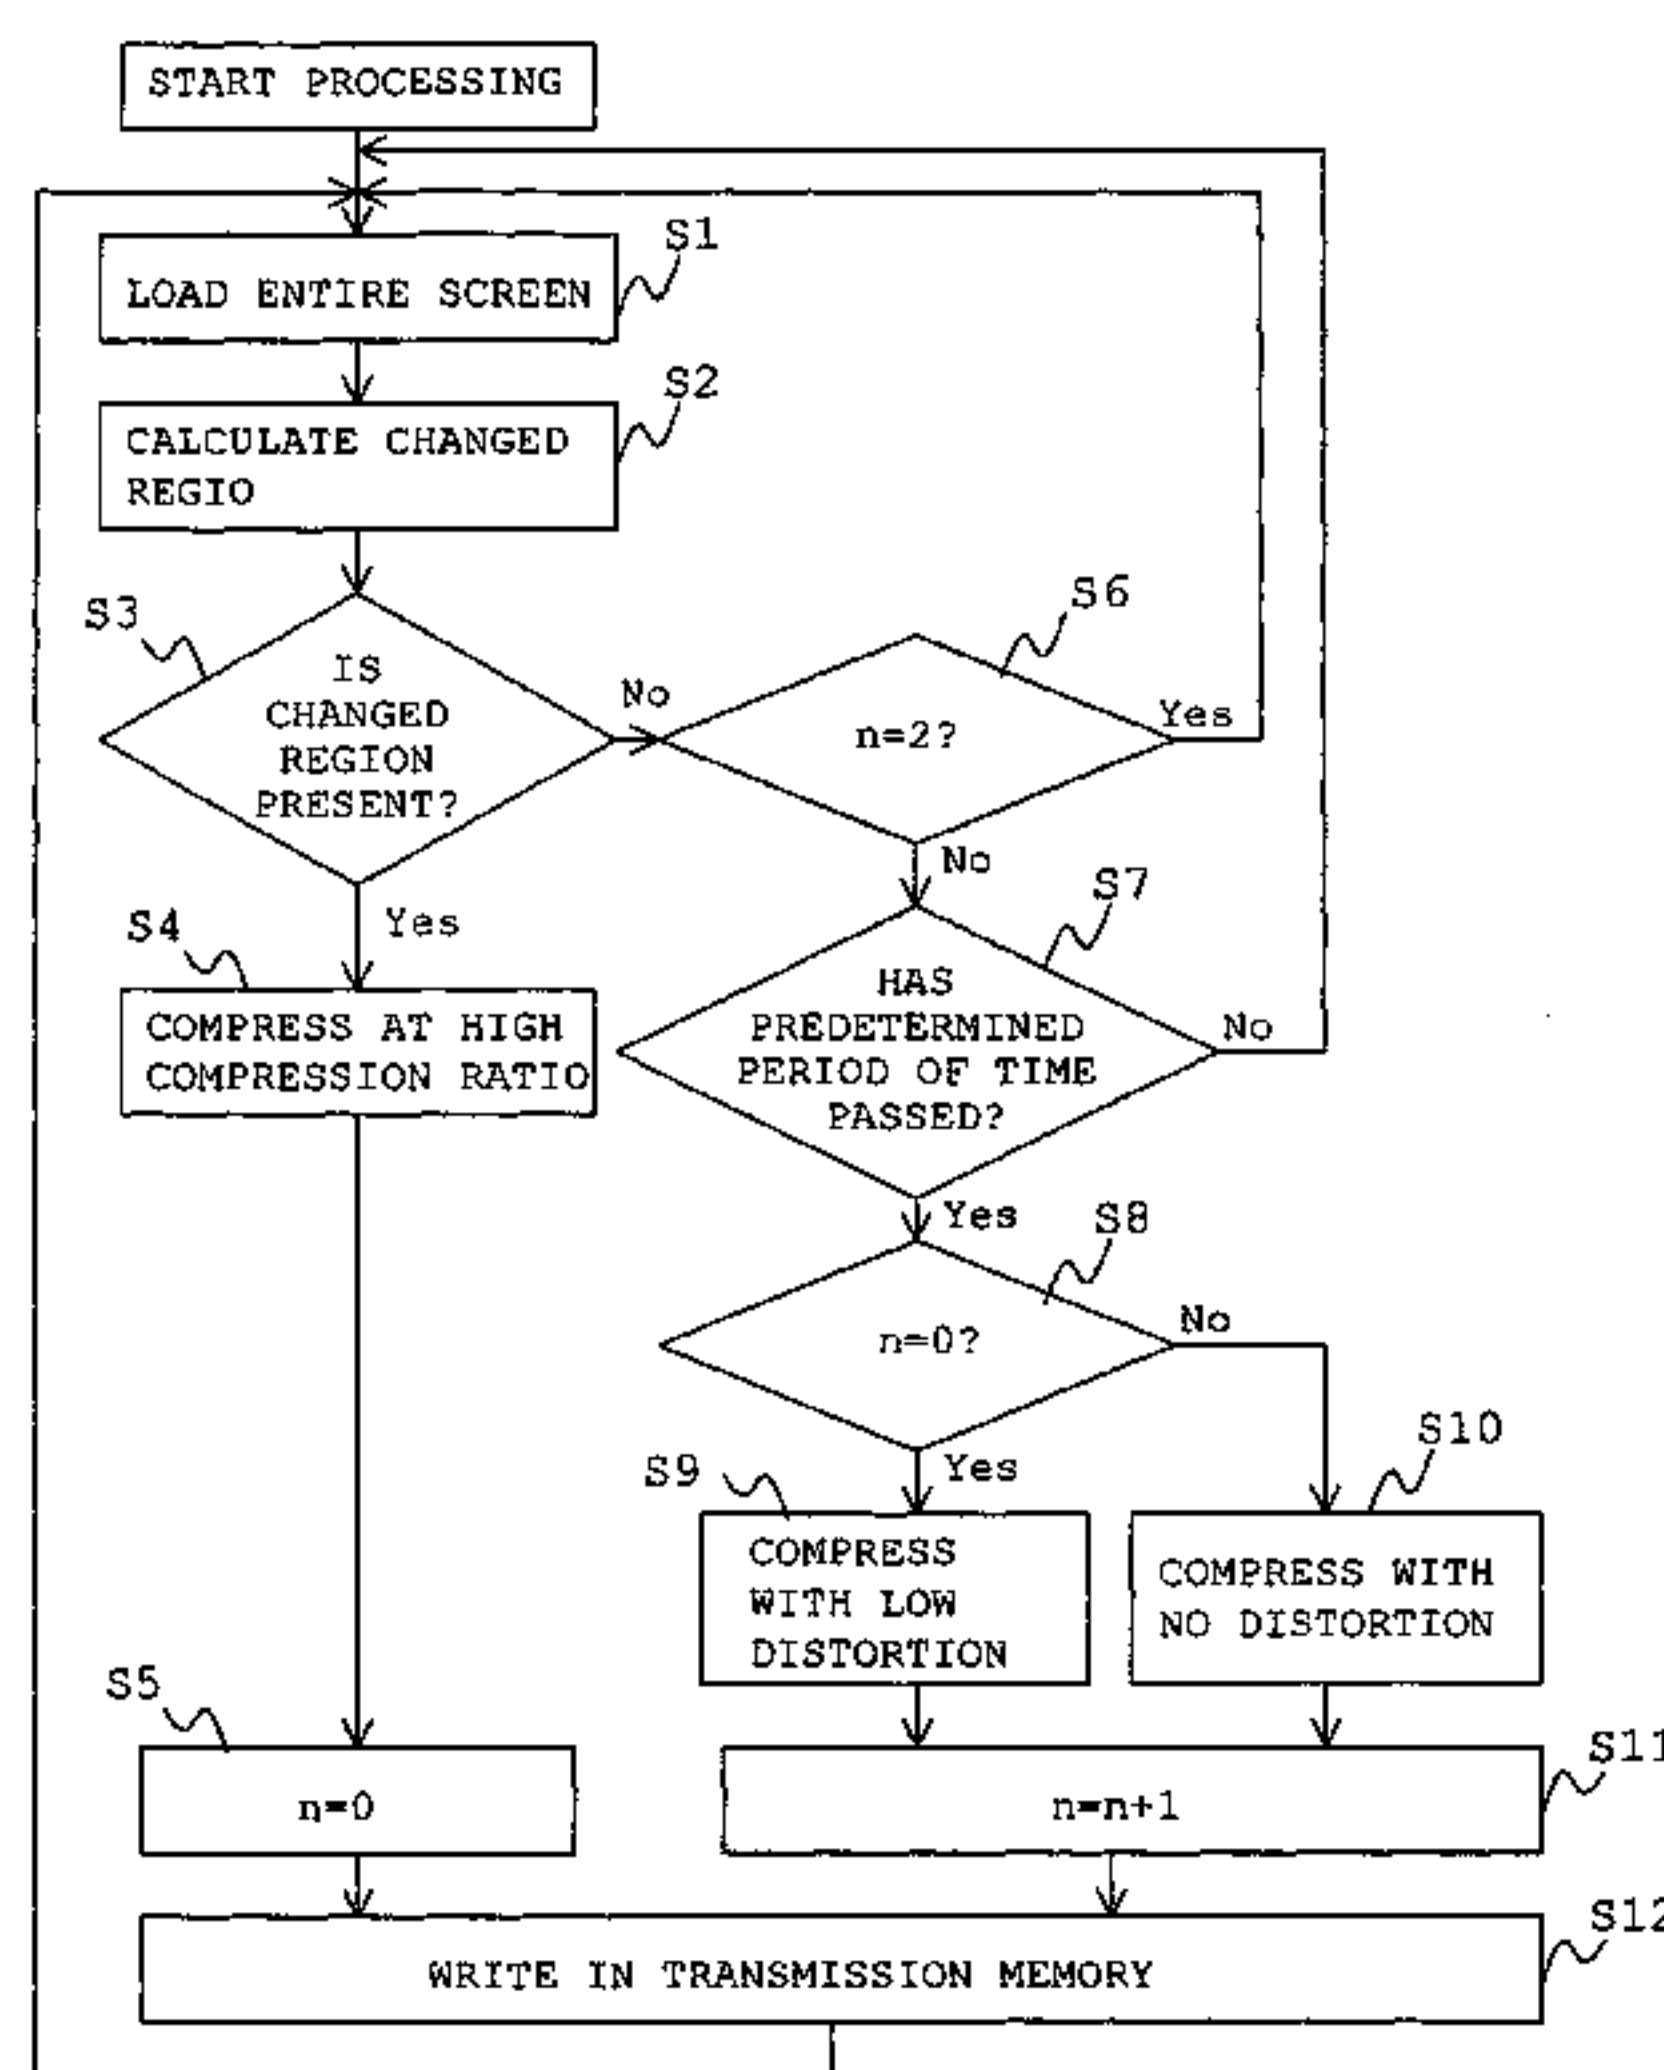 START PROCESSING
S1
LOAD ENTIRE SCREEN
S2
CALCULATE CHANGED
REGIO
S3
IS
CHANGED
REGION
PRESENT?
No
S6
n=2?
Yes
No
S4
Yes
COMPRESS AT HIGH
COMPRESSION RATIO
S7
HAS
PREDETERMINED
PERIOD OF TIME
PASSED?
No
Yes
S8
n=0?
No
S9
Yes
COMPRESS
WITH LOW
DISTORTION
S10
COMPRESS WITH
NO DISTORTION
S5
n=0
S11
n=n+1
S12
WRITE IN TRANSMISSION MEMORY